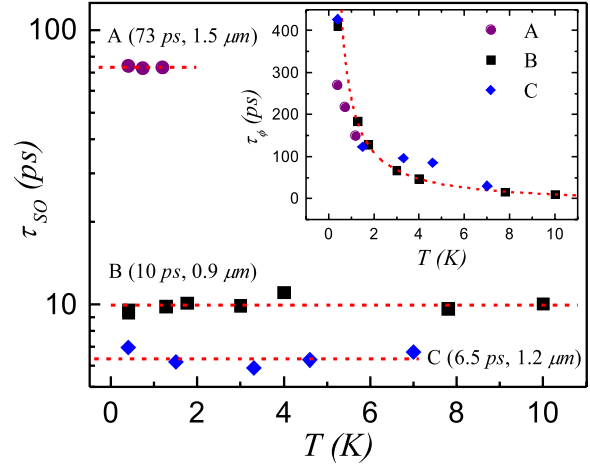 100
A (73 ps, 1.5 μm)
10
B (10 ps, 0.9 μm)
C (6.5 ps, 1.2 μm)
τSO (ps)
0 2 4 6 8 10
T (K)
400
300
200
100
0
τϕ (ps)
A
B
C
0 2 4 6 8 10
T (K)